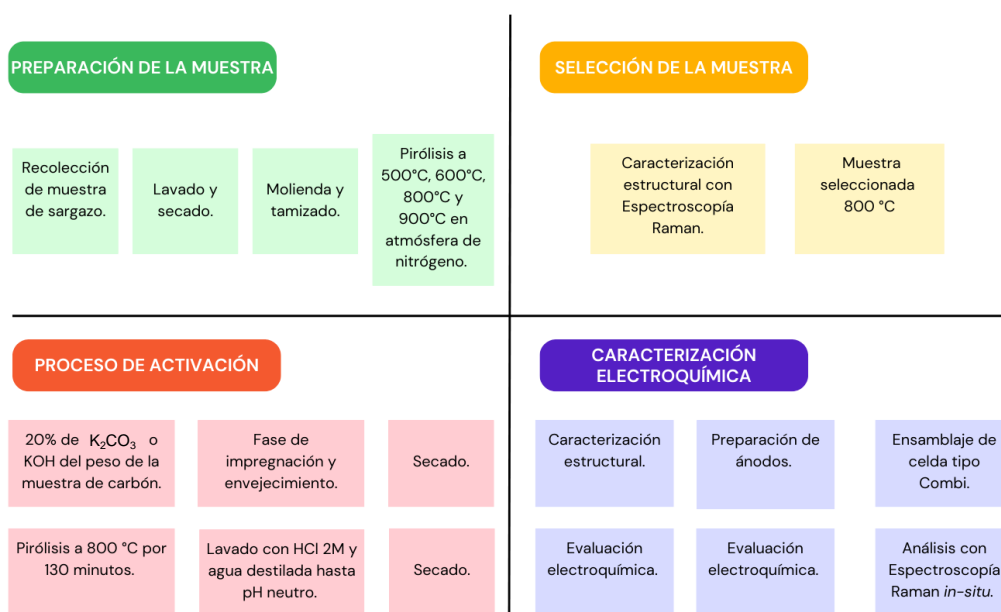 PREPARACIÓN DE LA MUESTRA
Recolección
de muestra
de sargazo.
Lavado y
secado.
Molienda y
tamizado.
Pirólisis a
500°C, 600°C,
800°C y
900°C en
atmósfera de
nitrógeno.
SELECCIÓN DE LA MUESTRA
Caracterización
estructural con
Espectroscopía
Raman.
Muestra
seleccionada
800 °C
PROCESO DE ACTIVACIÓN
20% de K₂CO₃ o
KOH del peso de la
muestra de carbón.
Fase de
impregnación y
envejecimiento.
Secado.
Pirólisis a 800 °C por
130 minutos.
Lavado con HCl 2M y
agua destilada hasta
pH neutro.
Secado.
CARACTERIZACIÓN
ELECTROQUÍMICA
Caracterización
estructural.
Preparación de
ánodos.
Ensamblaje de
celda tipo
Combi.
Evaluación
electroquímica.
Evaluación
electroquímica.
Análisis con
Espectroscopía
Raman in-situ.